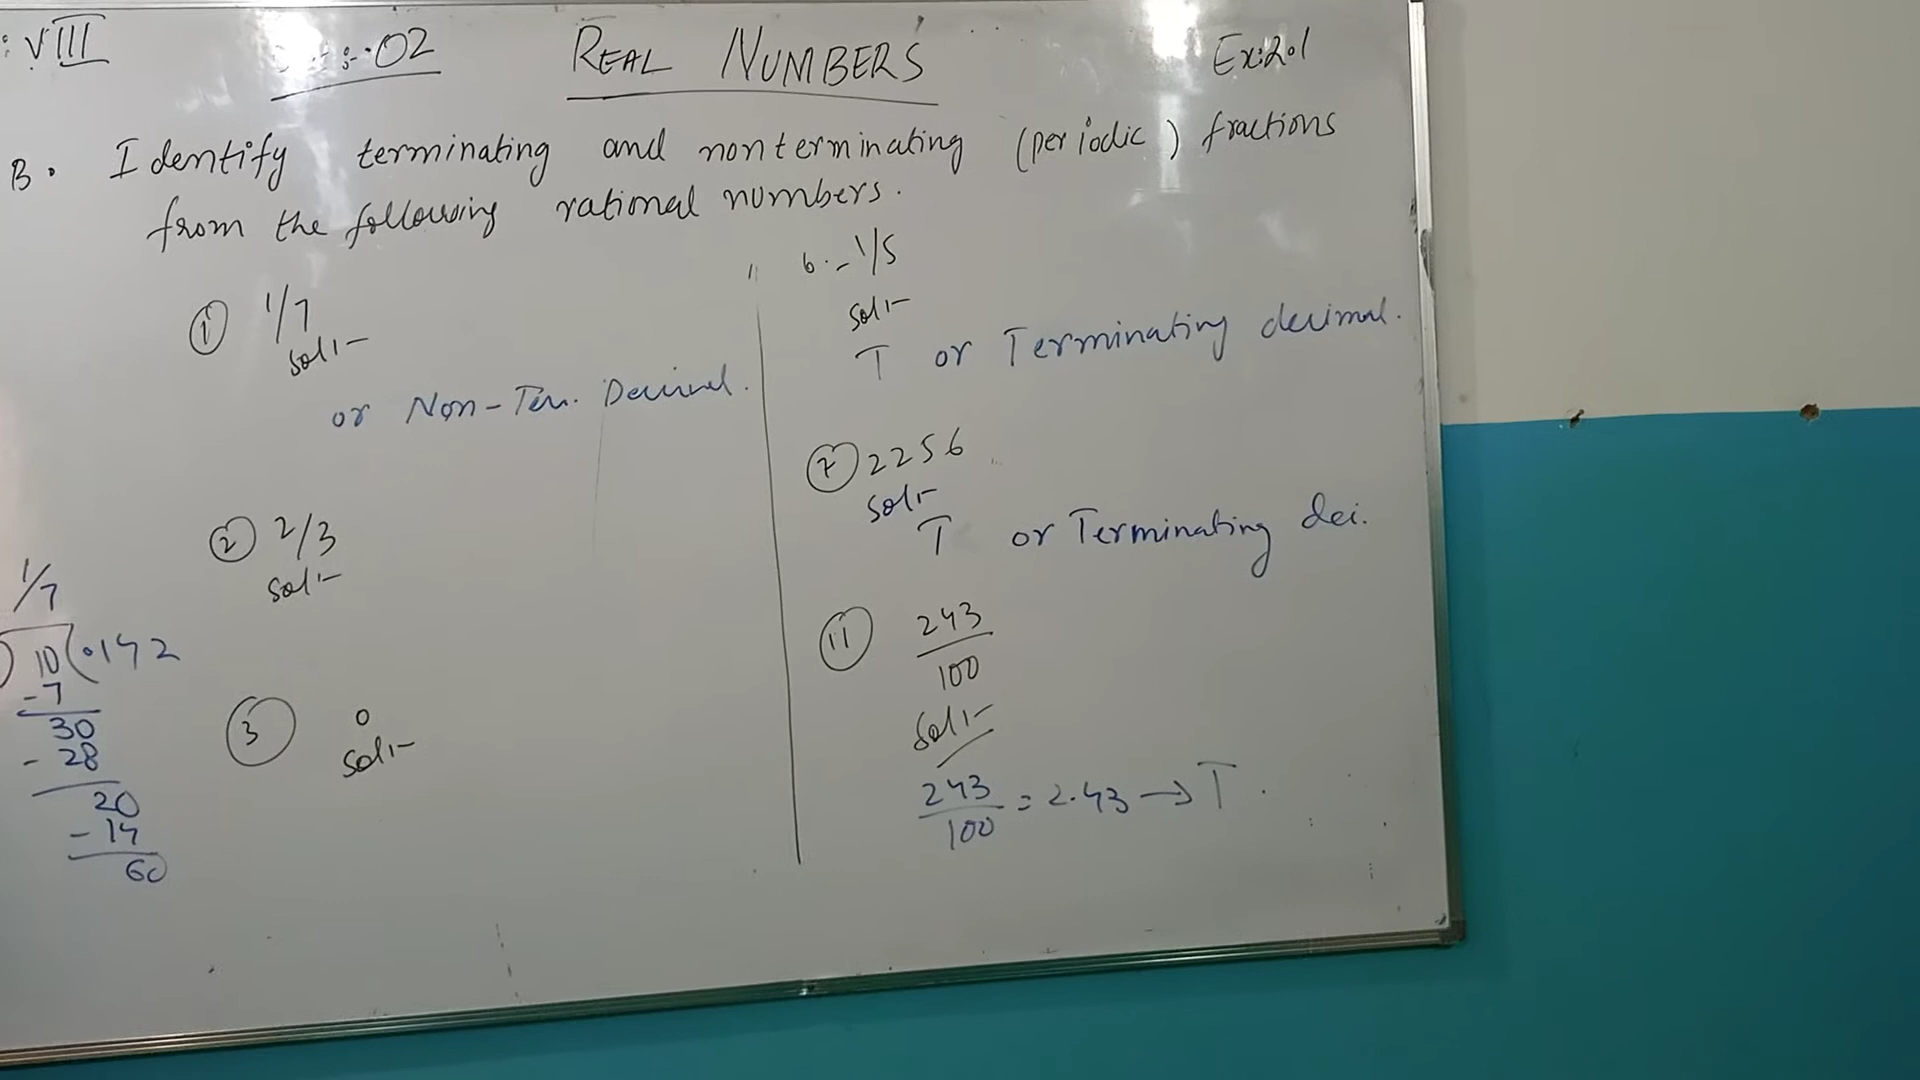 : VIII
:02
REAL NUMBERS
Ex:2.1
B. Identify terminating and nonterminating (periodic) fractions
from the following rational numbers.
① 1/7
Sol:-
or Non-Ter. Decimal.
② 2/3
Sol:-
③ 0
Sol:-
1/7
) 10 ( .142
-7
30
- 28
20
- 14
60
6. - 1/5
Sol:-
T or Terminating decimal.
⑦ 2256
Sol:-
T or Terminating dei.
⑪ 243
100
Sol:-
243
100 = 2.43 → T.